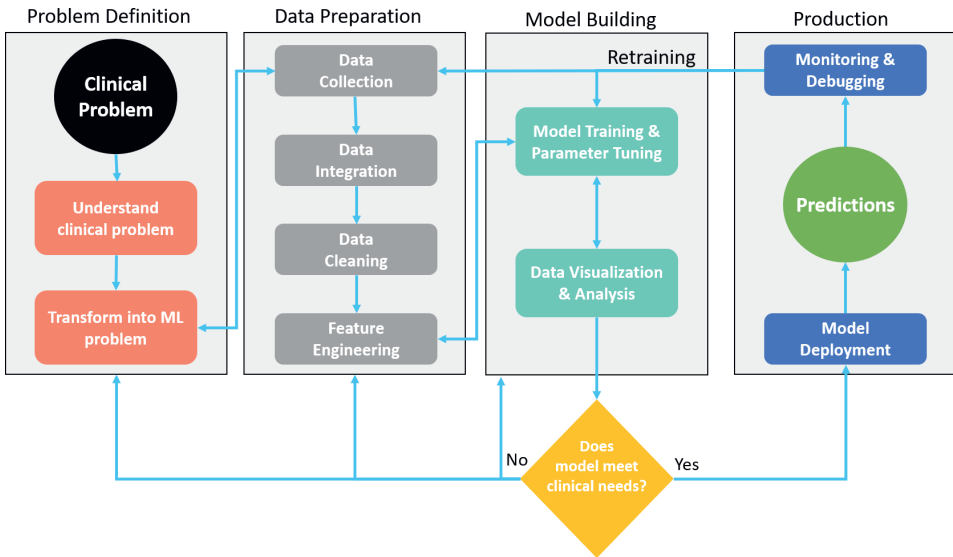 Problem Definition
Clinical
Problem
Understand
clinical problem
Transform into ML
problem
Data Preparation
Data
Collection
Data
Integration
Data
Cleaning
Feature
Engineering
Model Building
Retraining
Model Training &
Parameter Tuning
Data Visualization
& Analysis
Production
Monitoring &
Debugging
Predictions
Model
Deployment
Does
model meet
clinical needs?
No
Yes